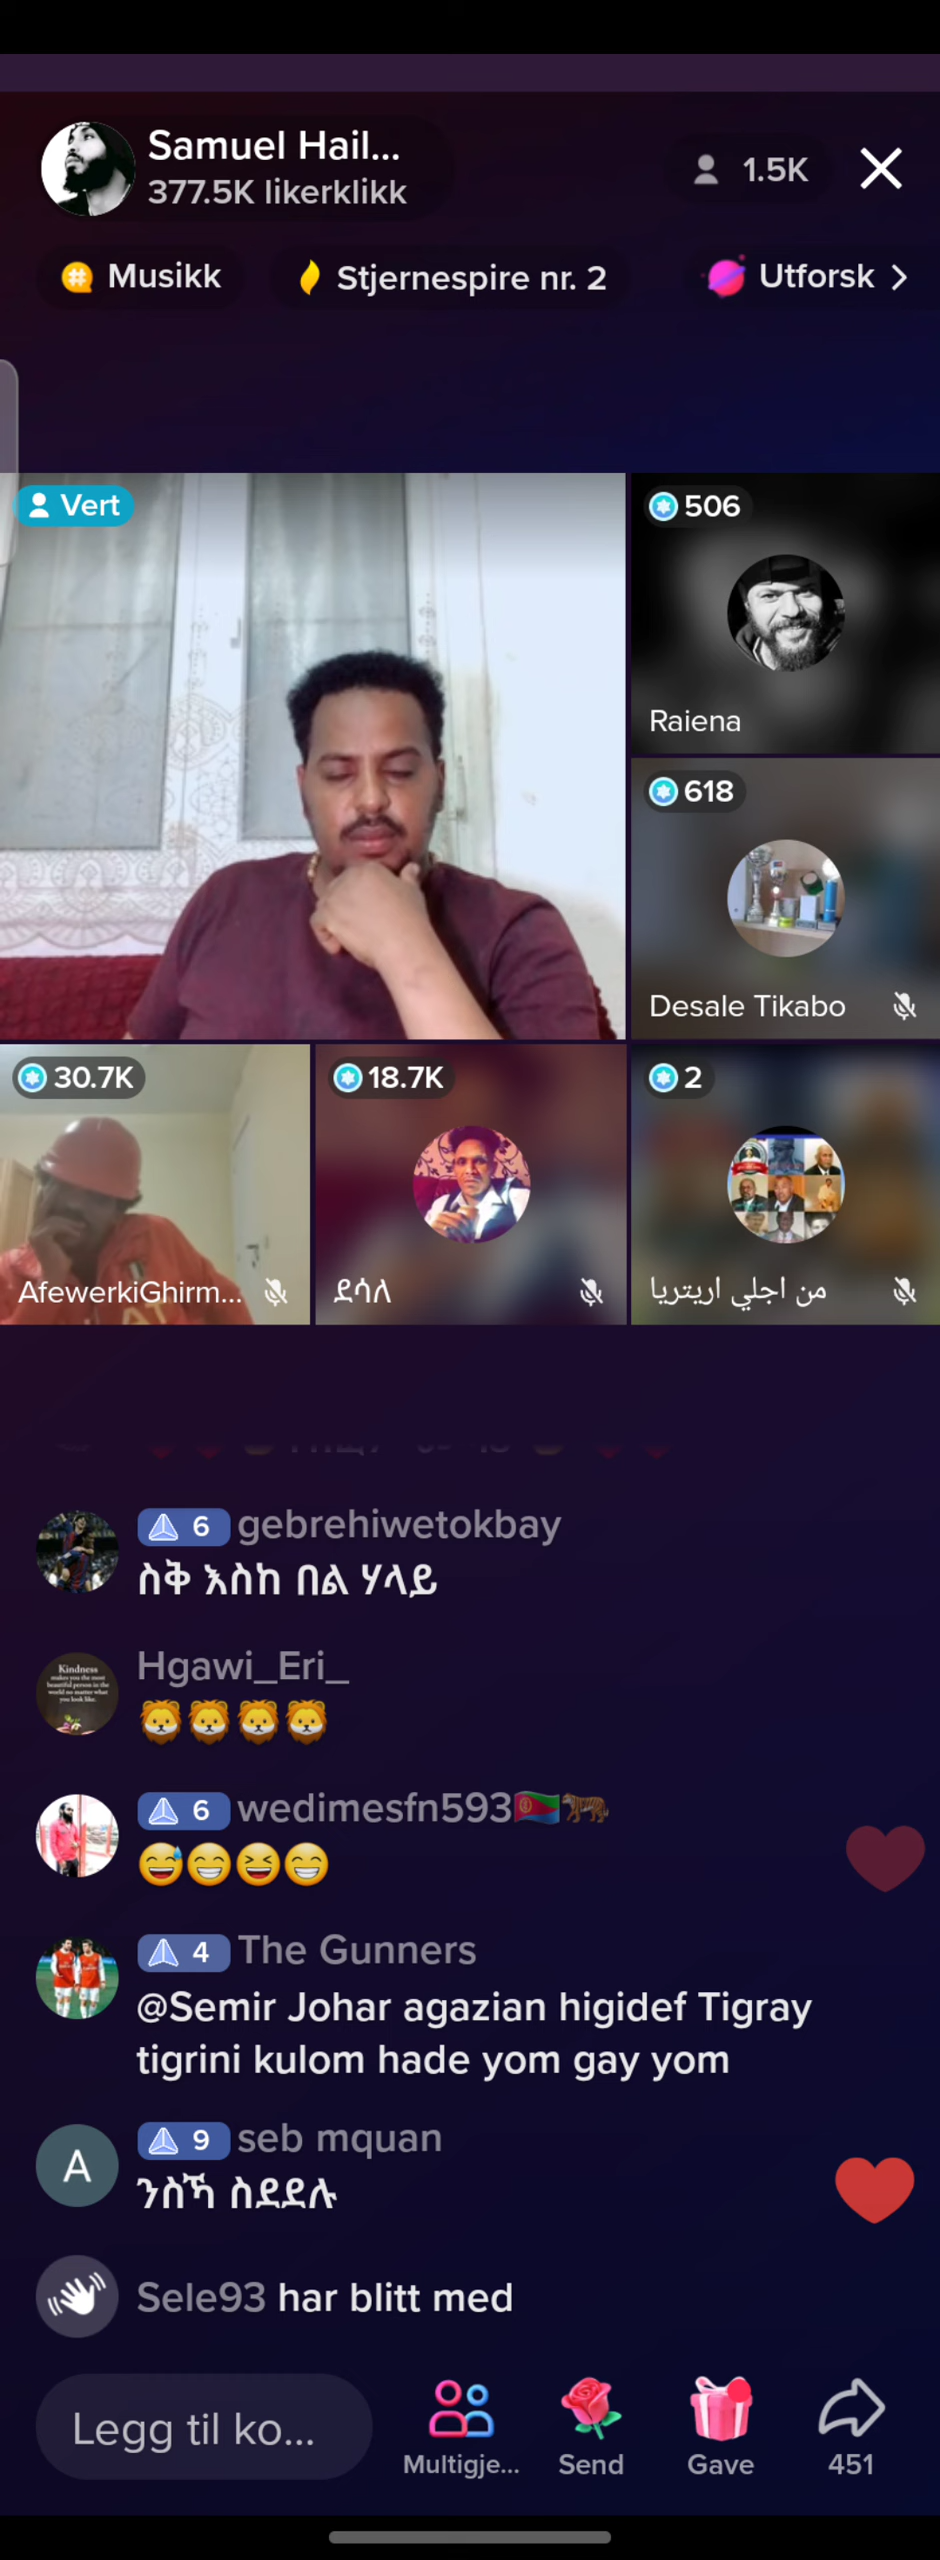 Samuel Hail...
377.5K likerklikk
1.5K
Musikk
Stjernespire nr. 2
Utforsk
Vert
506
Raiena
618
Desale Tikabo
30.7K
AfewerkiGhirm...
18.7K
ደሳለ
2
من اجلي اريتريا
6 gebrehiwetokbay
ስቅ እስከ በል ሃላይ
Kindness
Hgawi_Eri_
🦁🦁🦁🦁
6 wedimesfn593🇪🇷🐅
😅😁😆😁
4 The Gunners
@Semir Johar agazian higidef Tigray
tigrini kulom hade yom gay yom
A
9 seb mquan
ንስኻ ስደደሉ
Sele93 har blitt med
Legg til ko...
Multigje...
Send
Gave
451